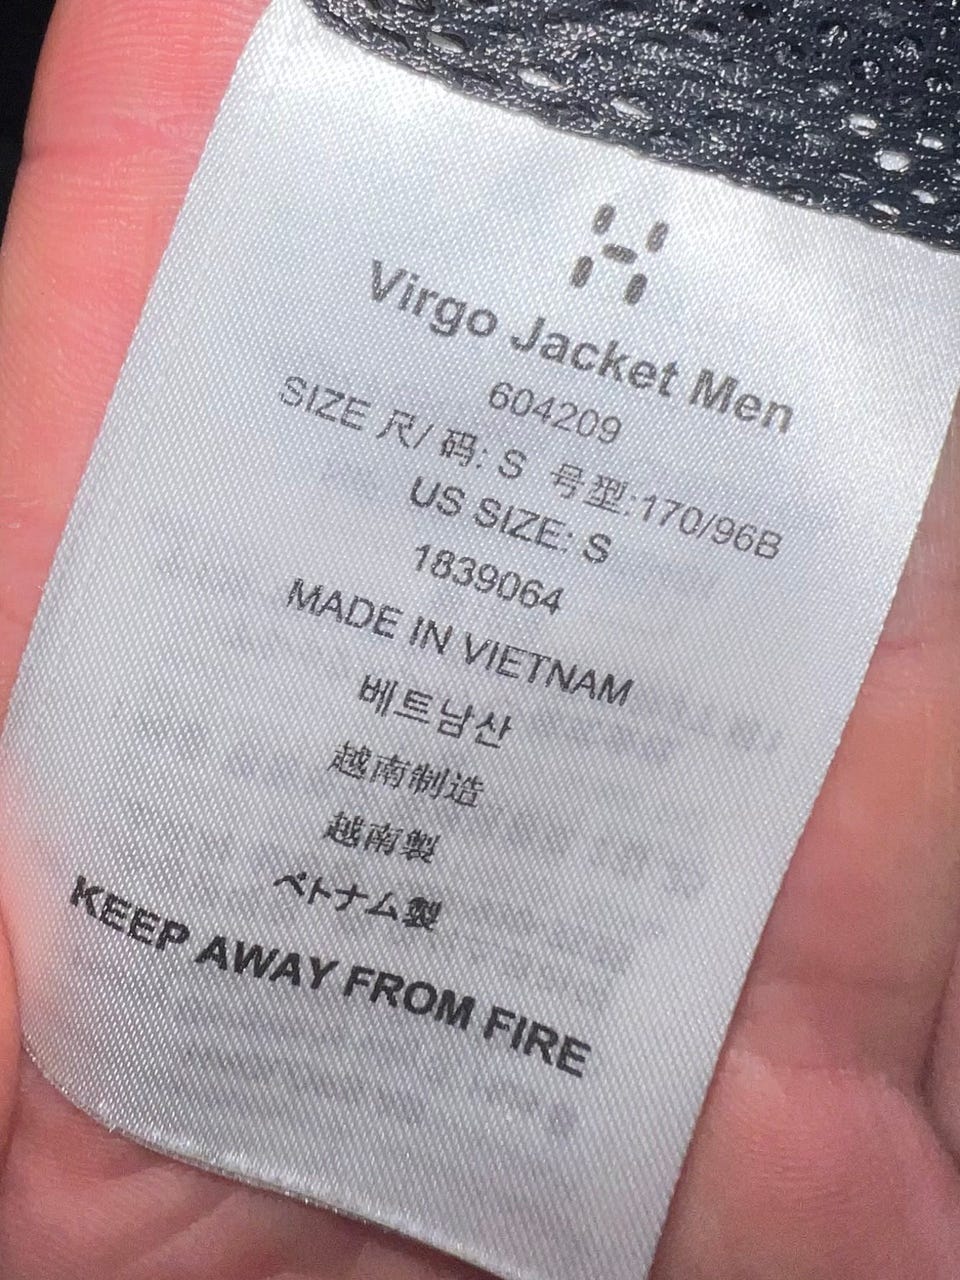 Virgo Jacket Men
604209
SIZE 尺/ 码: S 号型:170/96B
US SIZE: S
1839064
MADE IN VIETNAM
베트남산
越南制造
越南製
ベトナム製
KEEP AWAY FROM FIRE